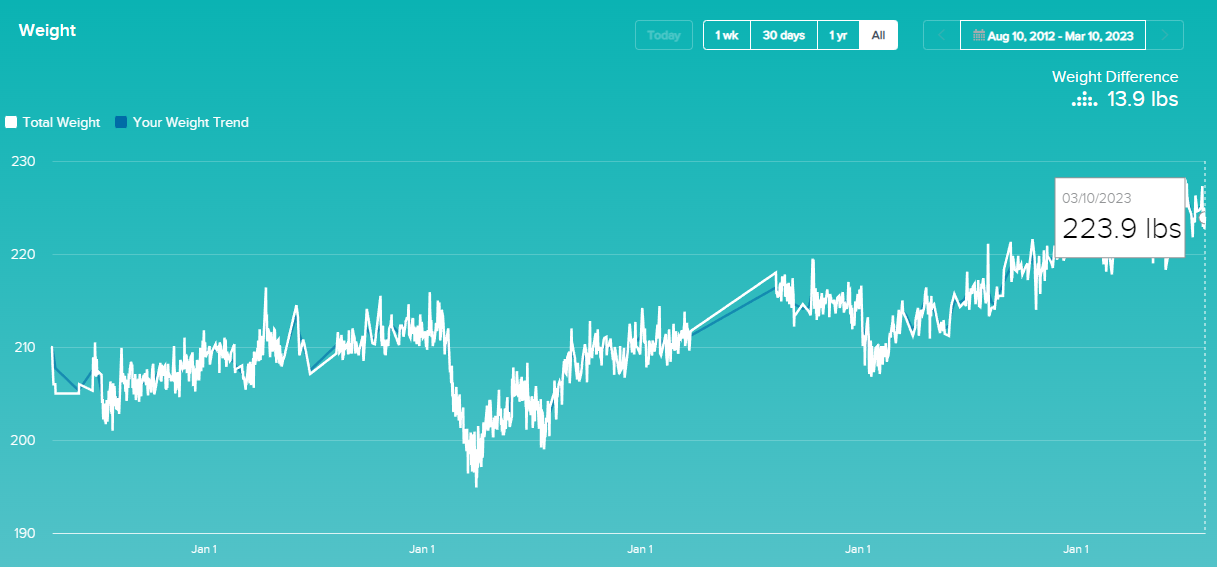 Weight
Today 1 wk 30 days 1 yr All Aug 10, 2012 - Mar 10, 2023
Weight Difference
13.9 lbs
Total Weight Your Weight Trend
230
03/10/2023
223.9 lbs
220
210
200
190
Jan 1 Jan 1 Jan 1 Jan 1 Jan 1